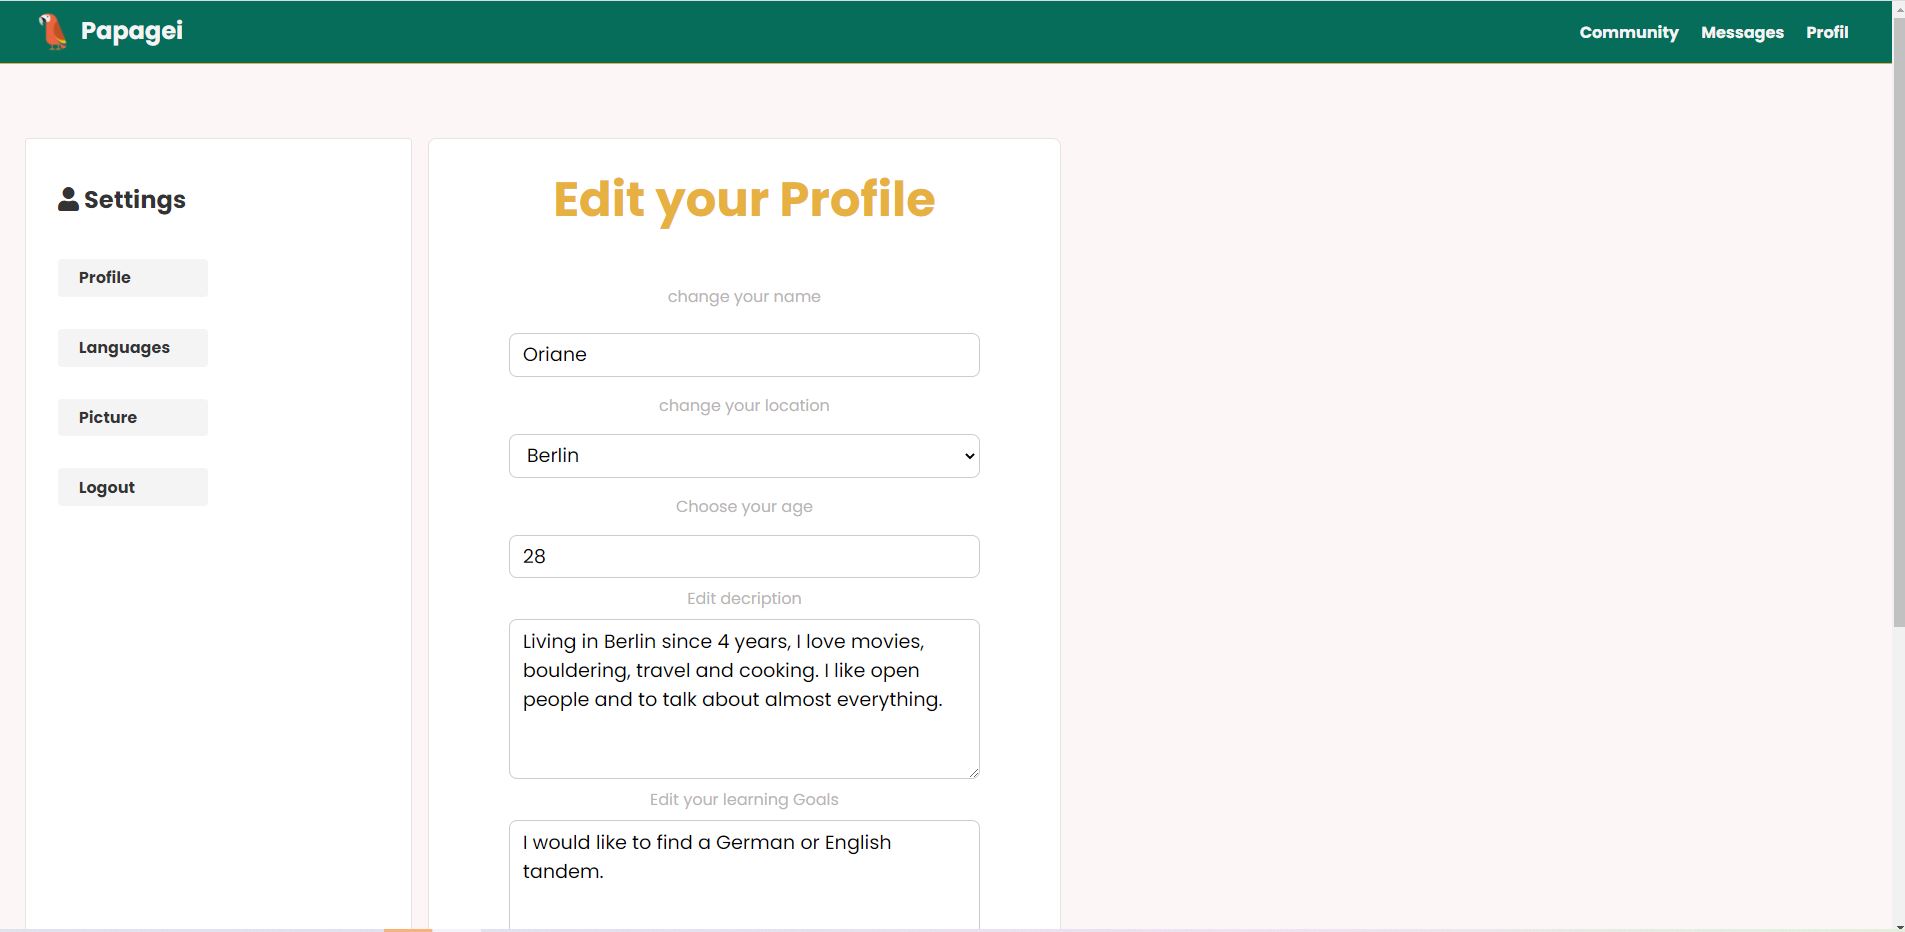 Papagei
Community
Messages
Profil
Settings
Profile
Languages
Picture
Logout
Edit your Profile
change your name
Oriane
change your location
Berlin
Choose your age
28
Edit decription
Living in Berlin since 4 years, I love movies,
bouldering, travel and cooking. I like open
people and to talk about almost everything.
Edit your learning Goals
I would like to find a German or English
tandem.